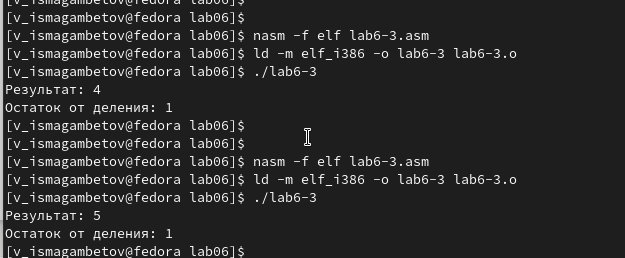 [v_ismagambetov@fedora lab06]$
[v_ismagambetov@fedora lab06]$
[v_ismagambetov@fedora lab06]$ nasm -f elf lab6-3.asm
[v_ismagambetov@fedora lab06]$ ld -m elf_i386 -o lab6-3 lab6-3.o
[v_ismagambetov@fedora lab06]$ ./lab6-3
Результат: 4
Остаток от деления: 1
[v_ismagambetov@fedora lab06]$
[v_ismagambetov@fedora lab06]$
[v_ismagambetov@fedora lab06]$ nasm -f elf lab6-3.asm
[v_ismagambetov@fedora lab06]$ ld -m elf_i386 -o lab6-3 lab6-3.o
[v_ismagambetov@fedora lab06]$ ./lab6-3
Результат: 5
Остаток от деления: 1
[v_ismagambetov@fedora lab06]$